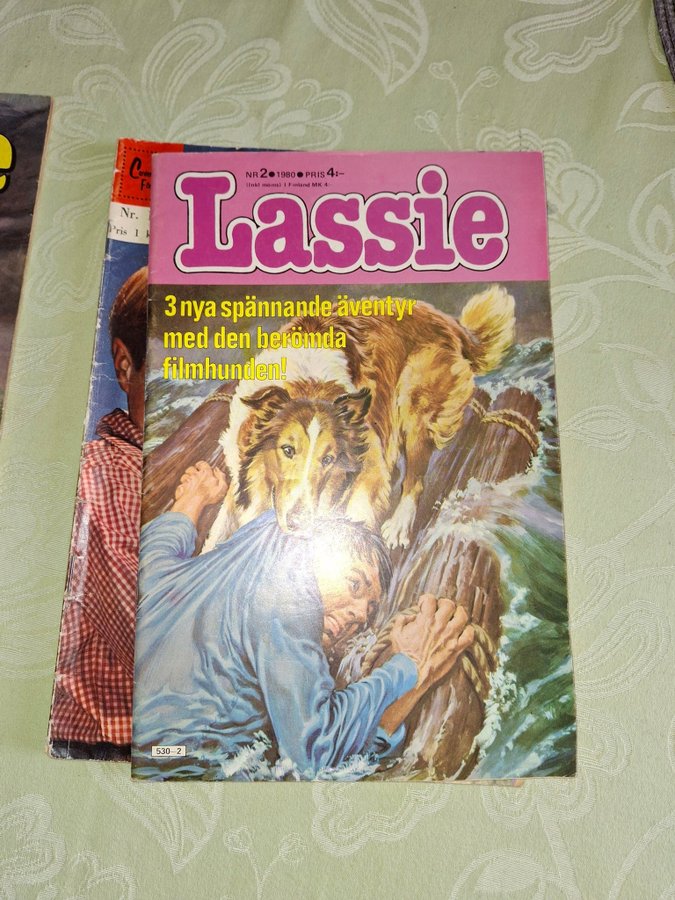 e
Nr.
Pris 1
NR 2 • 1980 • PRIS 4:-
(inkl moms) I Finland MK 4:-
Lassie
3 nya spännande äventyr
med den berömda
filmhunden!
530-2